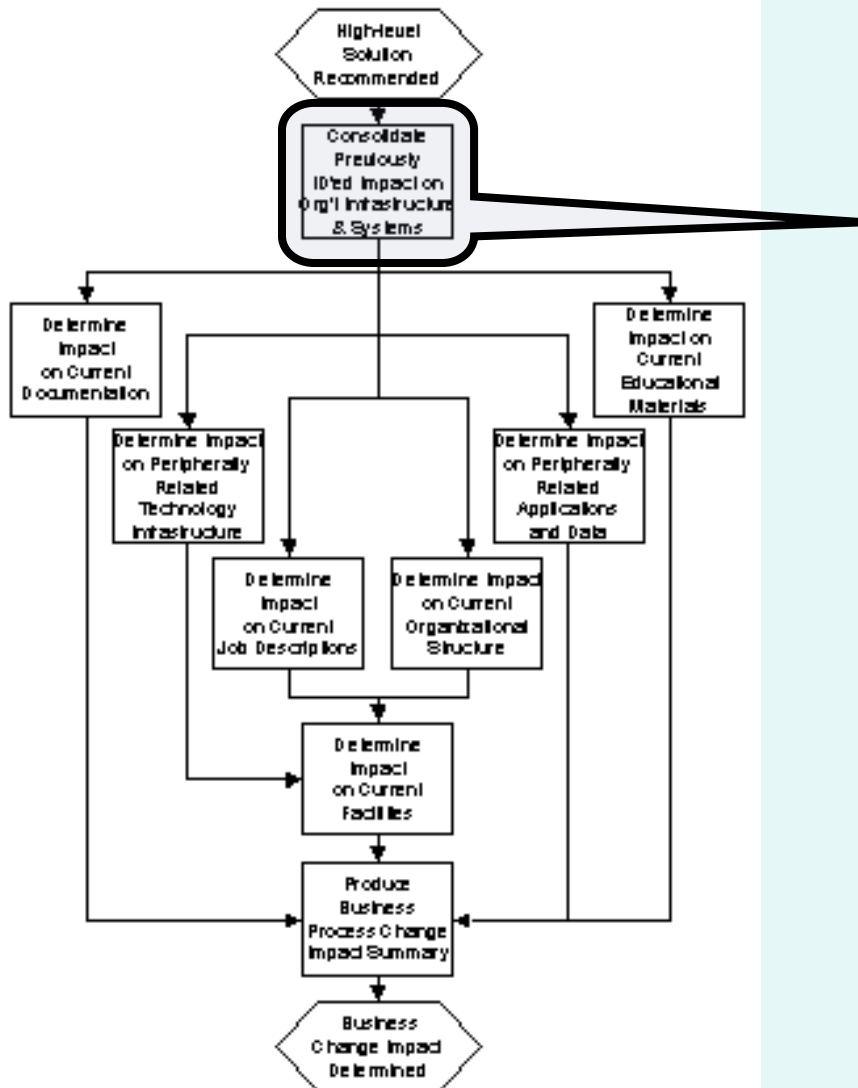 High-level
Solution
Recommended
Consolidate
Previously
ID'ed Impact on
Org'l Infrastructure
& Systems
Determine
Impact
on Current
Documentation
Determine
Impact on
Current
Educational
Materials
Determine Impact
on Peripherally
Related
Technology
Infrastructure
Determine Impact
on Peripherally
Related
Applications
and Data
Determine
Impact
on Current
Job Descriptions
Determine Impact
on Current
Organizational
Structure
Determine
Impact
on Current
Facilities
Produce
Business
Process Change
Impact Summary
Business
Change Impact
Determined